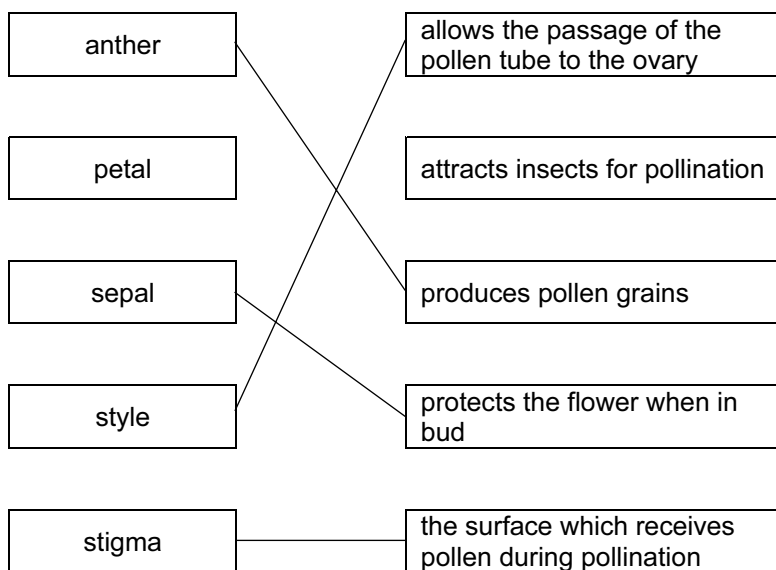 anther
allows the passage of the
pollen tube to the ovary
petal
attracts insects for pollination
sepal
produces pollen grains
style
protects the flower when in
bud
stigma
the surface which receives
pollen during pollination